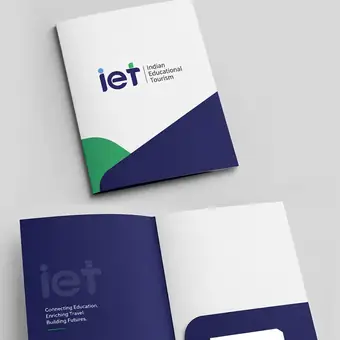 iet
Indian
Educational
Tourism
iet
Connecting Education.
Enriching Travel.
Building Futures.